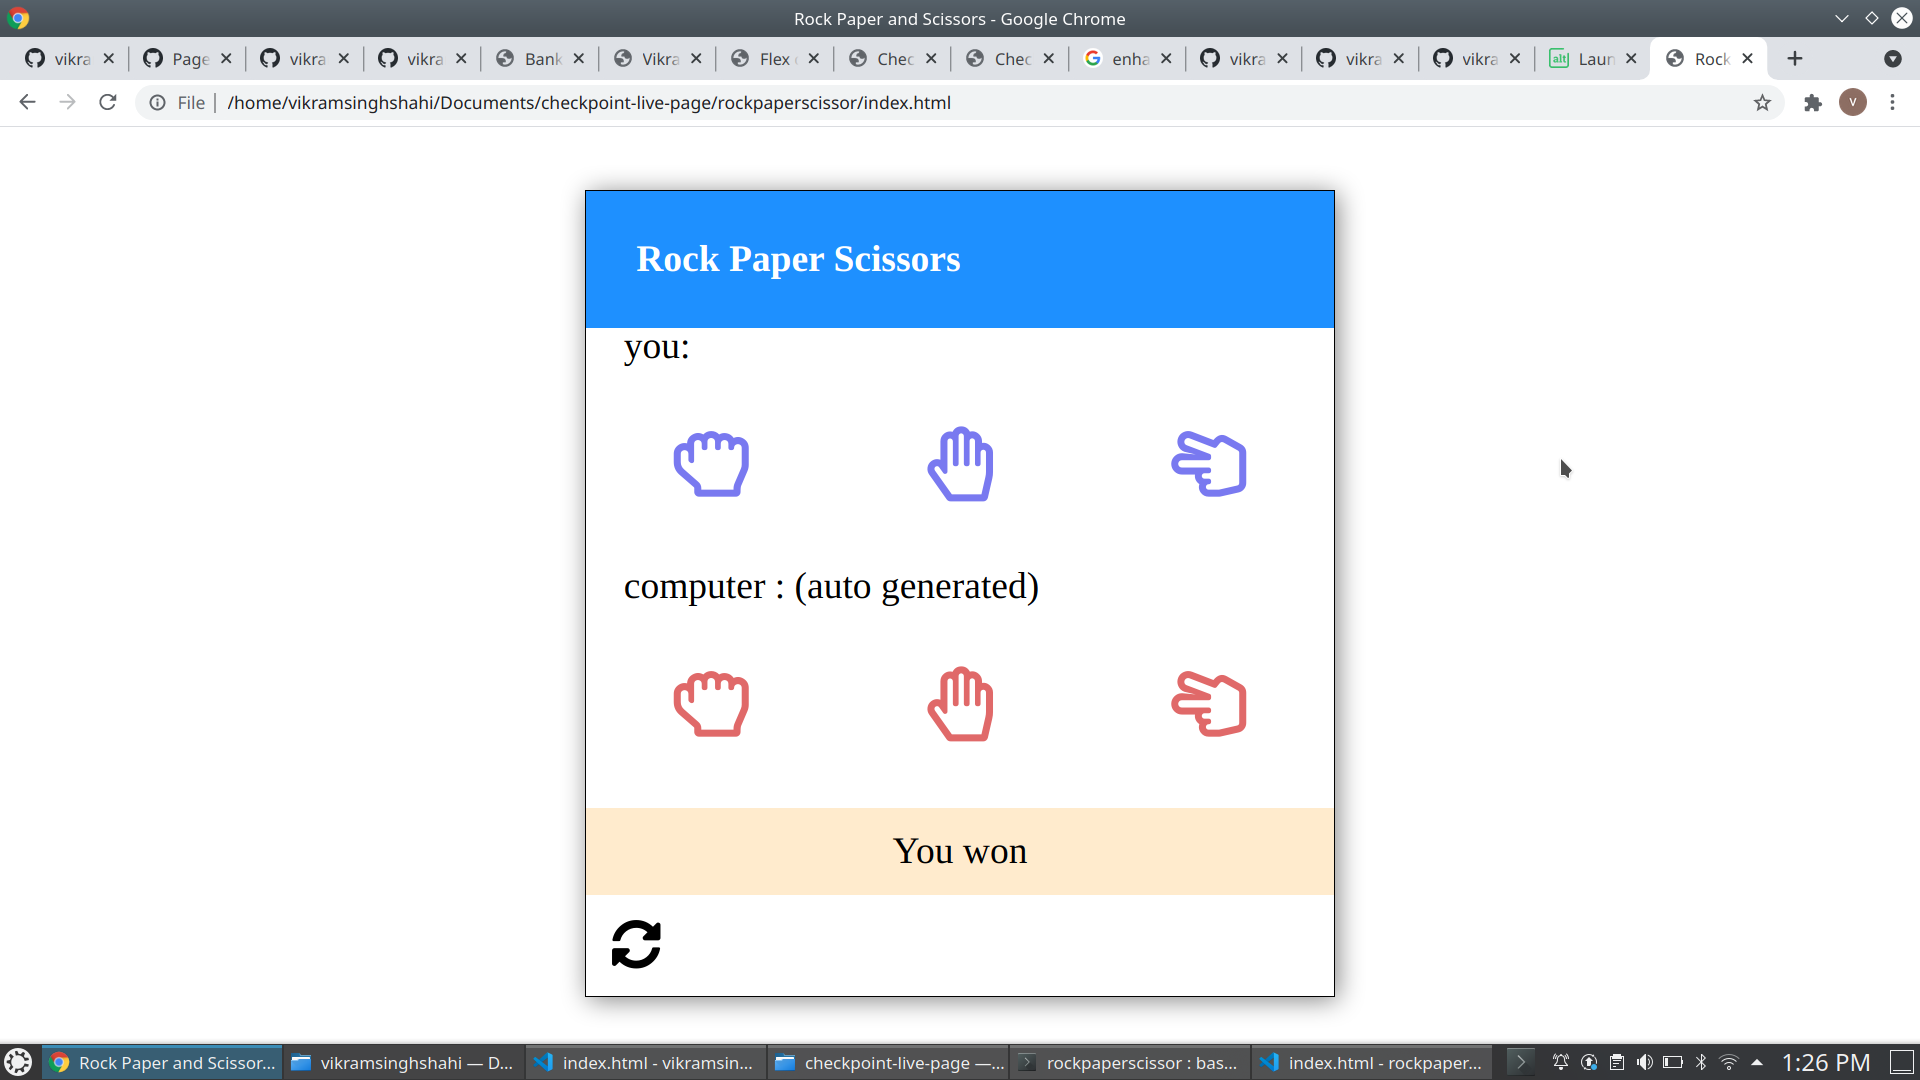 Rock Paper and Scissors - Google Chrome
vikra Page vikra vikra Bank Vikra Flex Chec Chec enha vikra vikra vikra alt Laun Rock
File /home/vikramsinghshahi/Documents/checkpoint-live-page/rockpaperscissor/index.html V
Rock Paper Scissors
you:
computer : (auto generated)
You won
Rock Paper and Scissor... vikramsinghshahi — D... index.html - vikramsin... checkpoint-live-page —... rockpaperscissor : bas... index.html - rockpaper... 1:26 PM